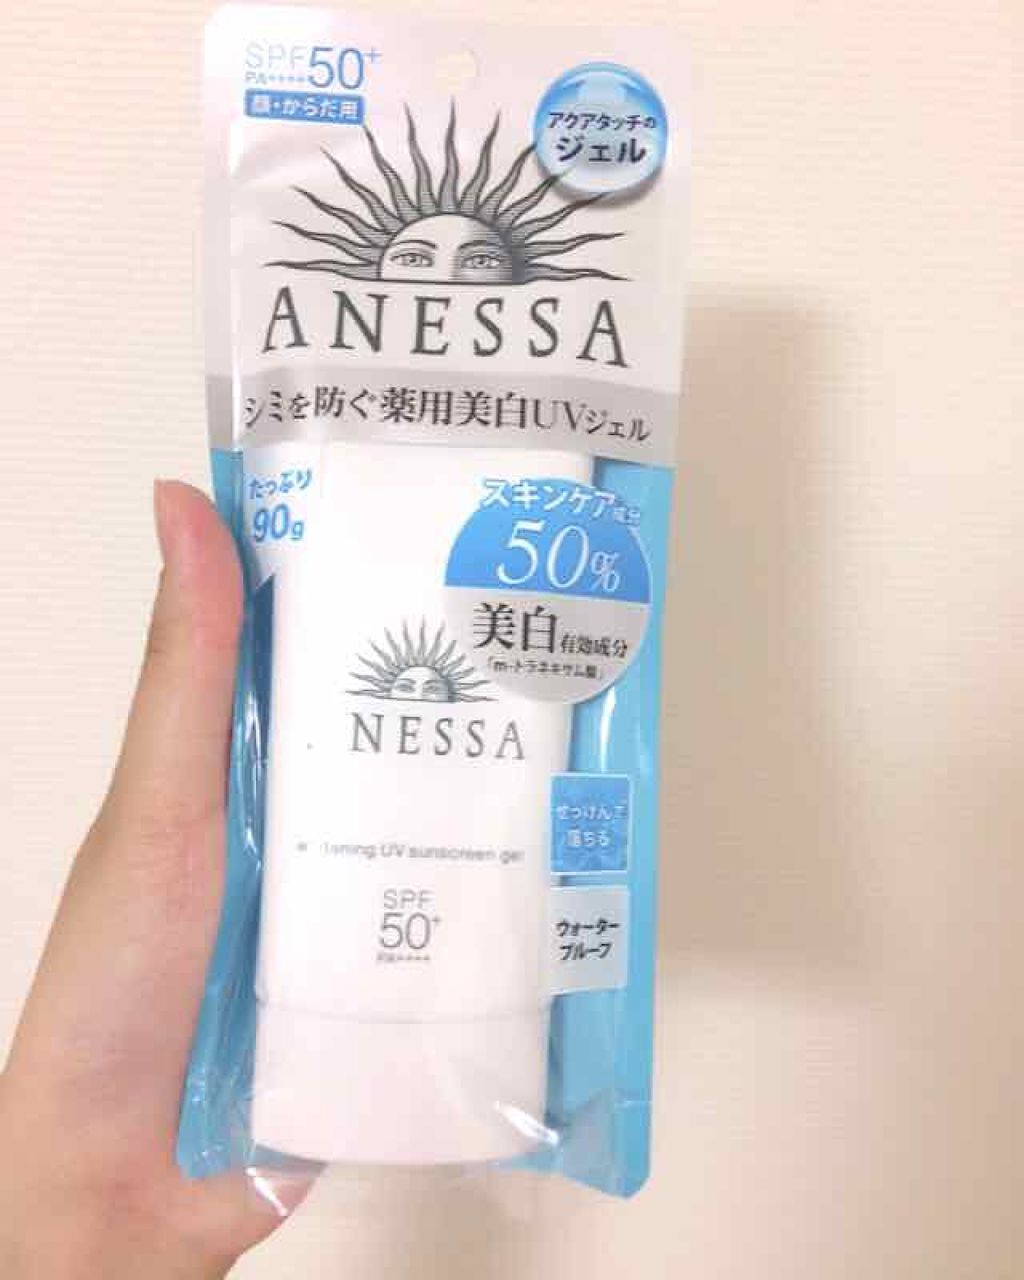 SPF50+
PA++++
顔・からだ用
アクアタッチの
ジェル
ANESSA
シミを防ぐ薬用美白UVジェル
たっぷり
90g
スキンケア成分
50%
美白有効成分
「m-トラネキサム酸」
NESSA
UV sunscreen gel
SPF
50+
PA++++
せっけんで
落ちる
ウォーター
プルーフ